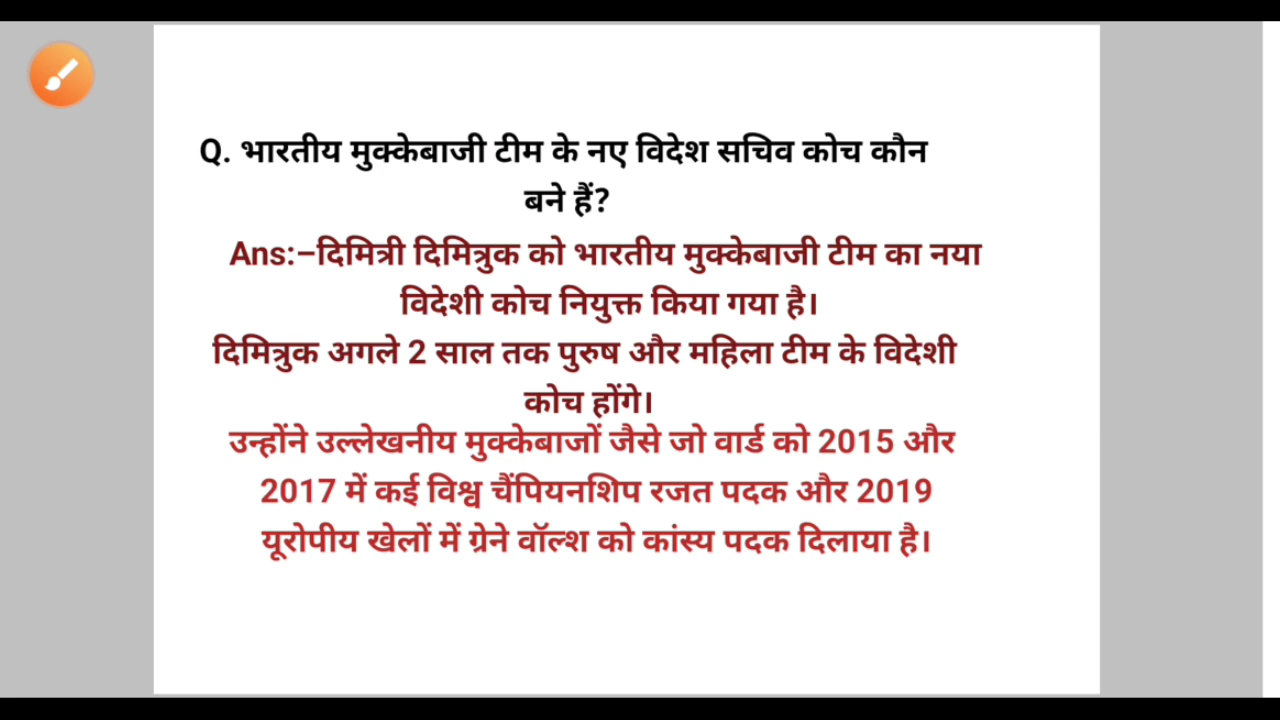 Q. भारतीय मुक्केबाजी टीम के नए विदेश सचिव कोच कौन
बने हैं?
Ans:–दिमित्री दिमित्रुक को भारतीय मुक्केबाजी टीम का नया
विदेशी कोच नियुक्त किया गया है।
दिमित्रुक अगले 2 साल तक पुरुष और महिला टीम के विदेशी
कोच होंगे।
उन्होंने उल्लेखनीय मुक्केबाजों जैसे जो वार्ड को 2015 और
2017 में कई विश्व चैंपियनशिप रजत पदक और 2019
यूरोपीय खेलों में ग्रेने वॉल्श को कांस्य पदक दिलाया है।